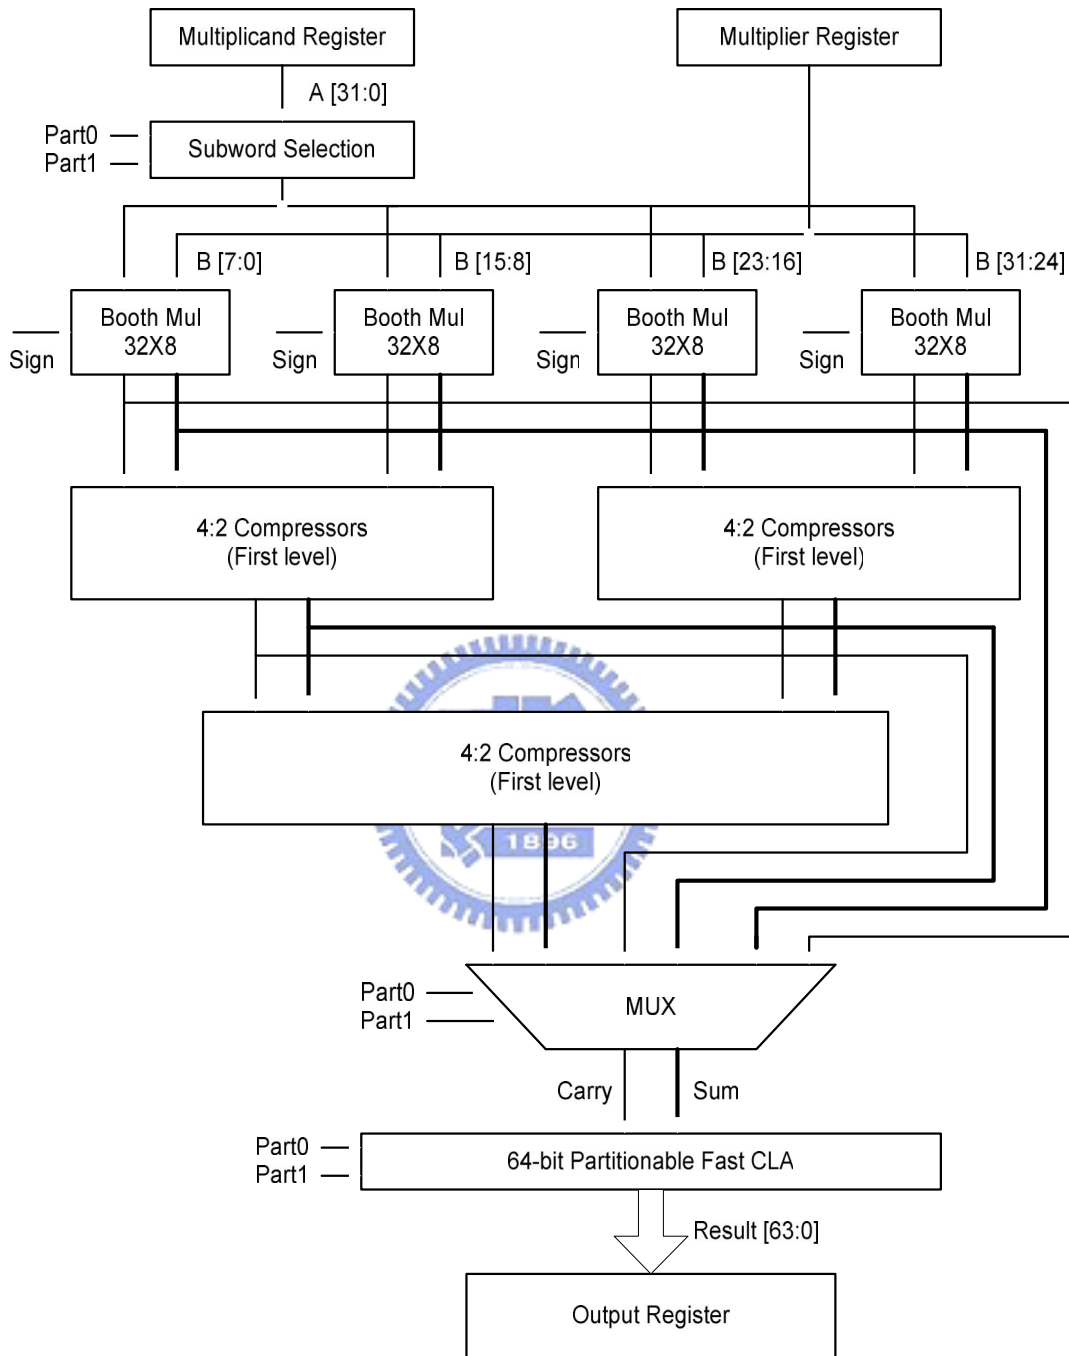 Multiplicand Register
Multiplier Register
A [31:0]
Part0
Part1
Subword Selection
B [7:0]
B [15:8]
B [23:16]
B [31:24]
Booth Mul
32X8
Booth Mul
32X8
Booth Mul
32X8
Booth Mul
32X8
Sign
Sign
Sign
Sign
4:2 Compressors
(First level)
4:2 Compressors
(First level)
4:2 Compressors
(First level)
1896
Part0
Part1
MUX
Carry
Sum
Part0
Part1
64-bit Partitionable Fast CLA
Result [63:0]
Output Register